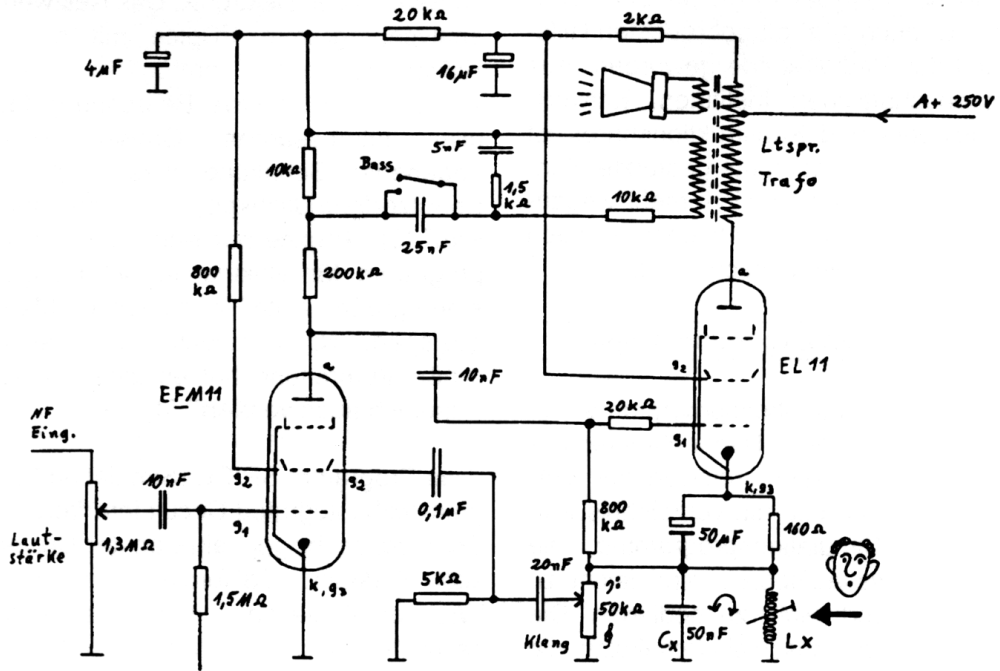 20kΩ
2kΩ
4µF
16µF
A+ 250V
5nF
Ltspr.
Trafo
10kΩ
Bass
1,5
kΩ
10kΩ
25nF
800
kΩ
200kΩ
a
a
g2
EL11
EFM11
10nF
20kΩ
g1
NF
Eing.
10nF
g2
g2
0,1µF
k,g3
800
kΩ
50µF
160Ω
g1
Laut-
stärke
1,3MΩ
1,5MΩ
k,g3
5kΩ
20nF
50kΩ
Klang
Cx
50nF
Lx